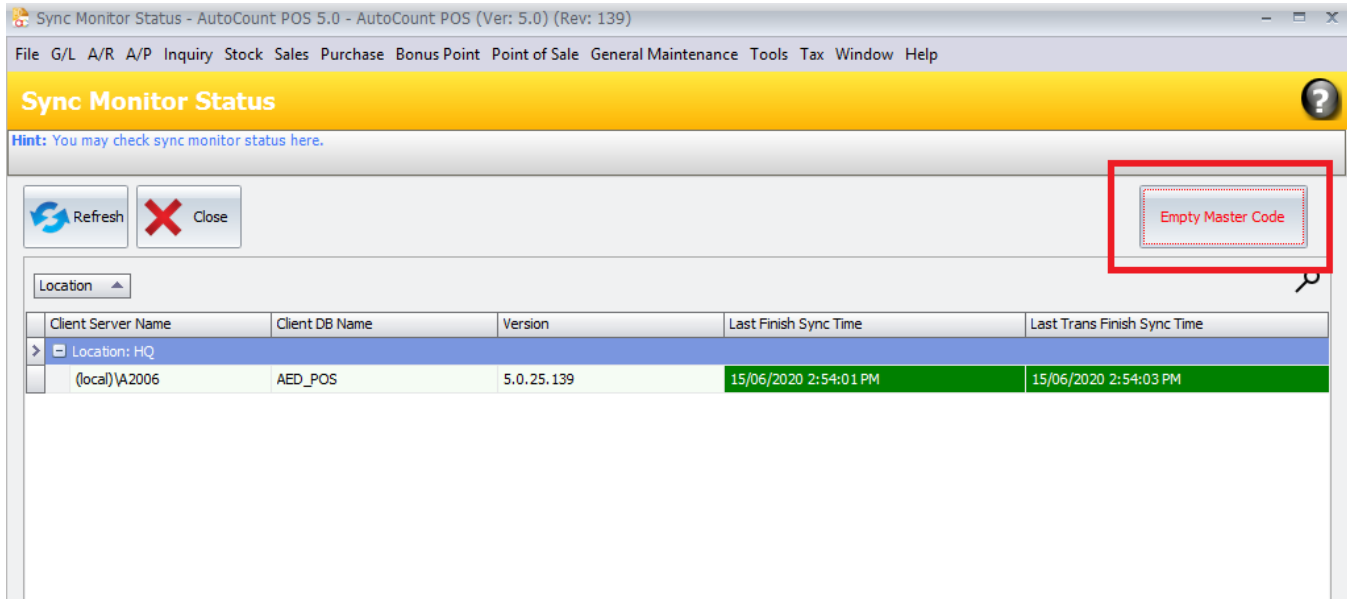 Sync Monitor Status - AutoCount POS 5.0 - AutoCount POS (Ver: 5.0) (Rev: 139)
File G/L A/R A/P Inquiry Stock Sales Purchase Bonus Point Point of Sale General Maintenance Tools Tax Window Help
Sync Monitor Status
?
Hint: You may check sync monitor status here.
Refresh Close Empty Master Code
Location
Client Server Name Client DB Name Version Last Finish Sync Time Last Trans Finish Sync Time
Location: HQ
(local)\A2006 AED_POS 5.0.25.139 15/06/2020 2:54:01 PM 15/06/2020 2:54:03 PM